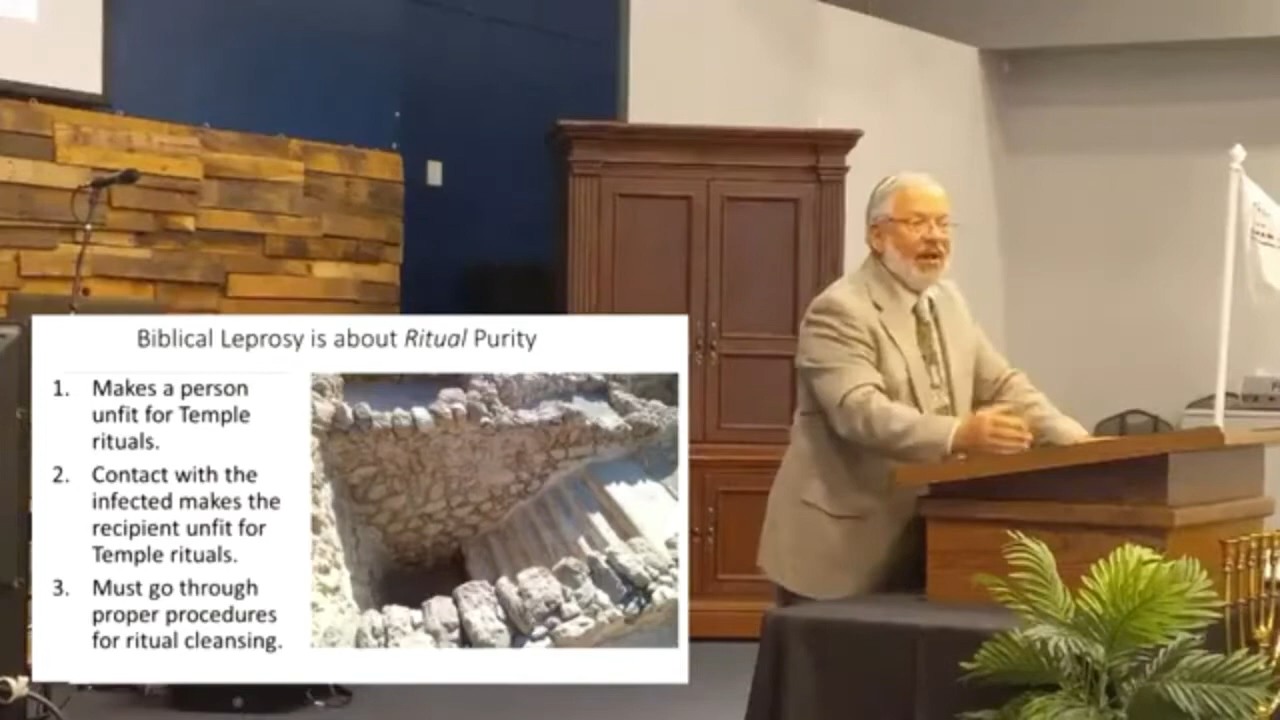 Biblical Leprosy is about Ritual Purity
1. Makes a person
unfit for Temple
rituals.
2. Contact with the
infected makes the
recipient unfit for
Temple rituals.
3. Must go through
proper procedures
for ritual cleansing.